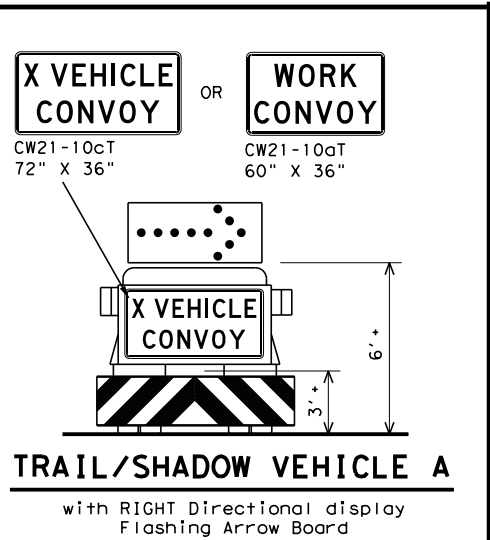 X VEHICLE
CONVOY
OR
WORK
CONVOY
CW21-10cT
72" X 36"
CW21-10aT
60" X 36"
X VEHICLE
CONVOY
6' +
3' +
TRAIL/SHADOW VEHICLE A
with RIGHT Directional display
Flashing Arrow Board